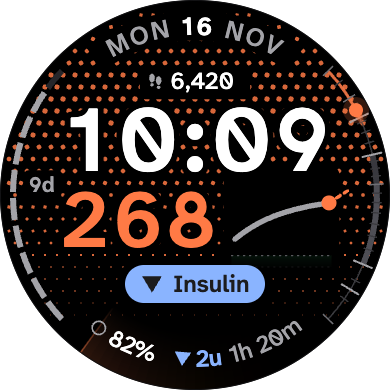 MON 16 NOV
6,420
10:09
9d
268
▼ Insulin
82%
▼2u 1h 20m